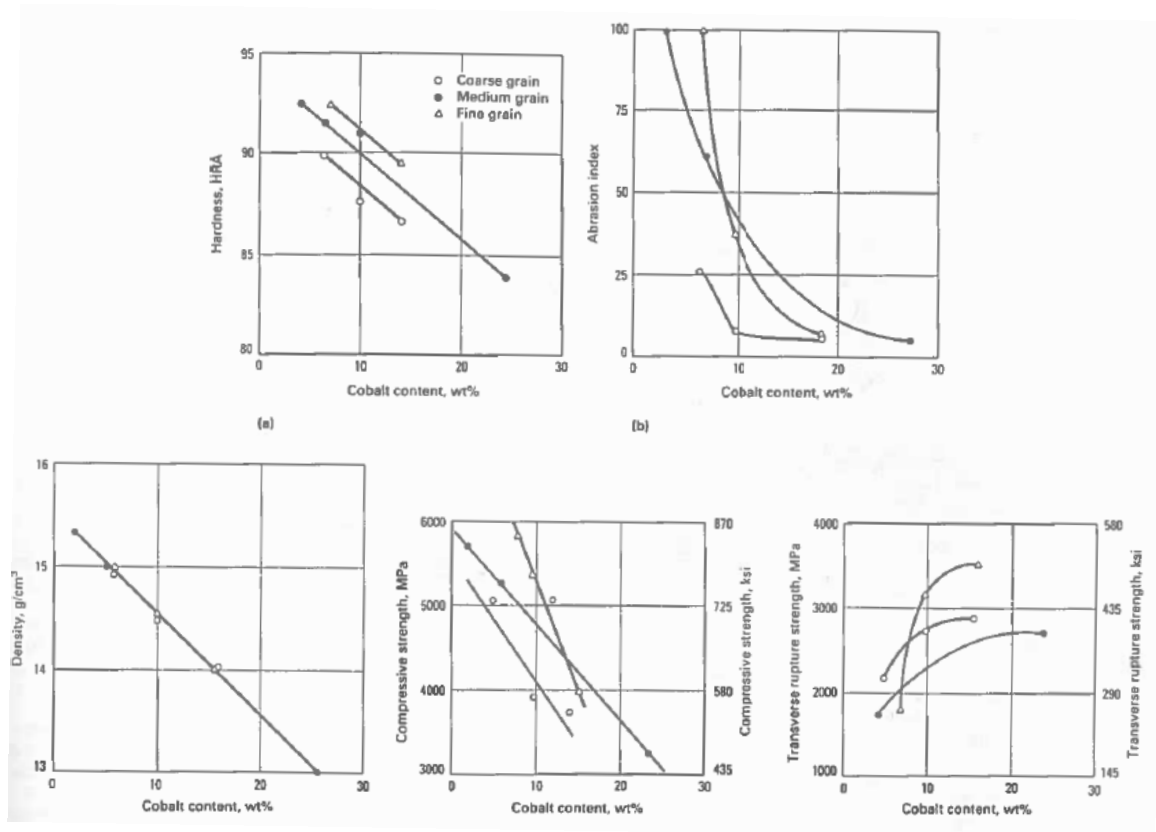 95
90
85
80
Hardness, HRA
Coarse grain
Medium grain
Fine grain
0 10 20 30
Cobalt content, wt%
(a)
100
75
50
25
0
Abrasion index
0 10 20 30
Cobalt content, wt%
(b)
16
15
14
13
Density, g/cm³
0 10 20 30
Cobalt content, wt%
6000
5000
4000
3000
Compressive strength, MPa
870
725
580
435
Compressive strength, ksi
0 10 20 30
Cobalt content, wt%
4000
3000
2000
1000
Transverse rupture strength, MPa
580
435
290
145
Transverse rupture strength, ksi
0 10 20 30
Cobalt content, wt%